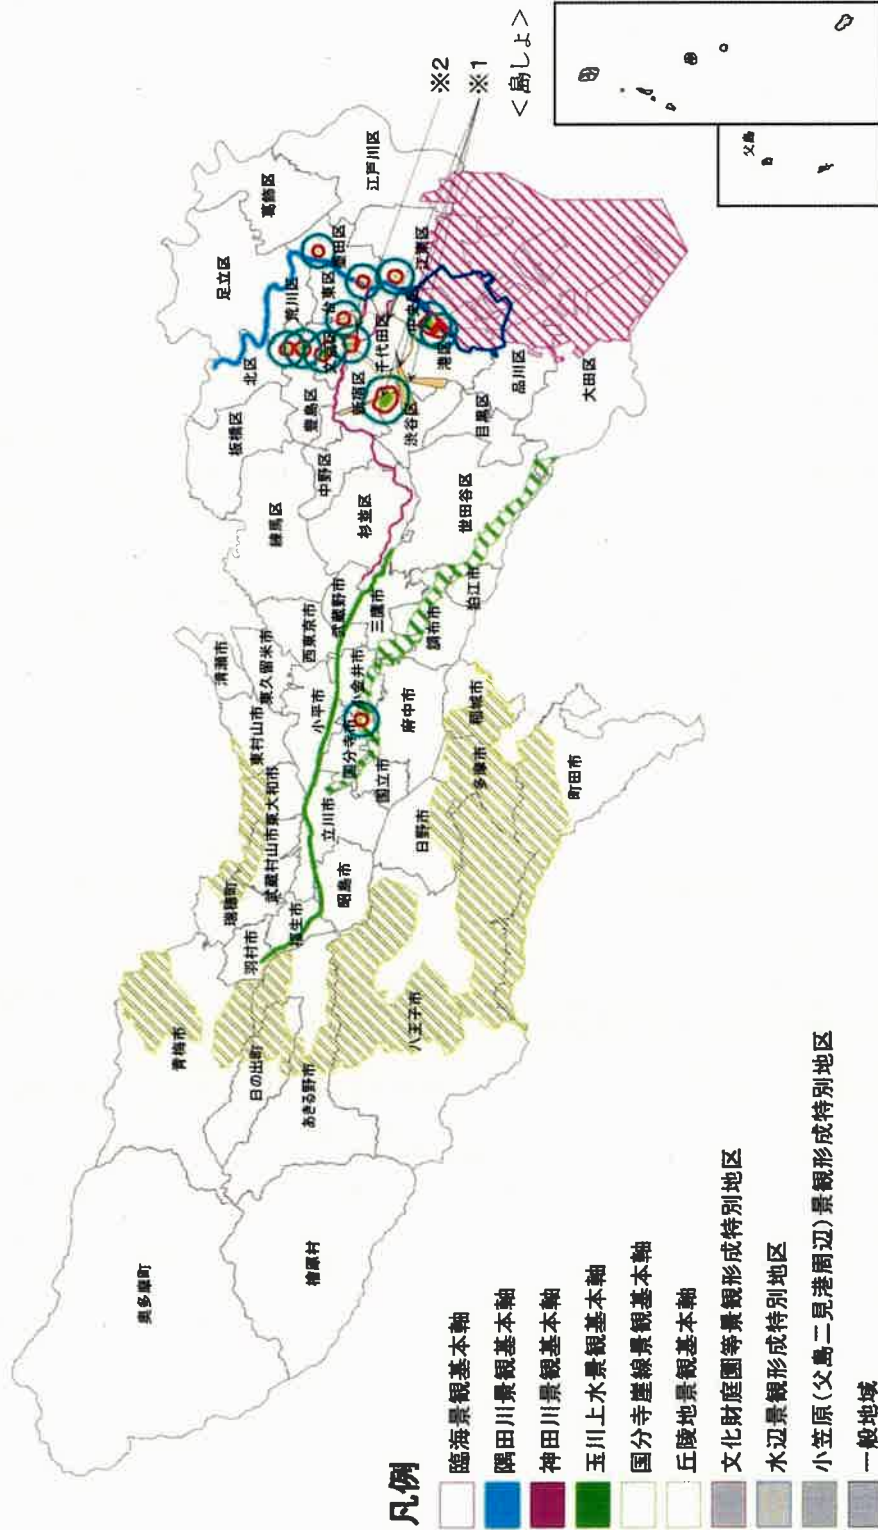 ※2
※1
＜島しょ＞
父島
足立区
葛飾区
江戸川区
荒川区
墨田区
台東区
江東区
北区
文京区
千代田区
中央区
港区
板橋区
豊島区
新宿区
渋谷区
目黒区
品川区
大田区
練馬区
中野区
杉並区
世田谷区
清瀬市
東久留米市
西東京市
武蔵野市
三鷹市
調布市
狛江市
東村山市
小平市
小金井市
国分寺市
府中市
稲城市
東大和市
武蔵村山市
立川市
国立市
多摩市
町田市
瑞穂町
福生市
昭島市
日野市
羽村市
青梅市
日の出町
あきる野市
八王子市
奥多摩町
檜原村
凡例
臨海景観基本軸
隅田川景観基本軸
神田川景観基本軸
玉川上水景観基本軸
国分寺崖線景観基本軸
丘陵地景観基本軸
文化財庭園等景観形成特別地区
水辺景観形成特別地区
小笠原(父島二見港周辺)景観形成特別地区
一般地域